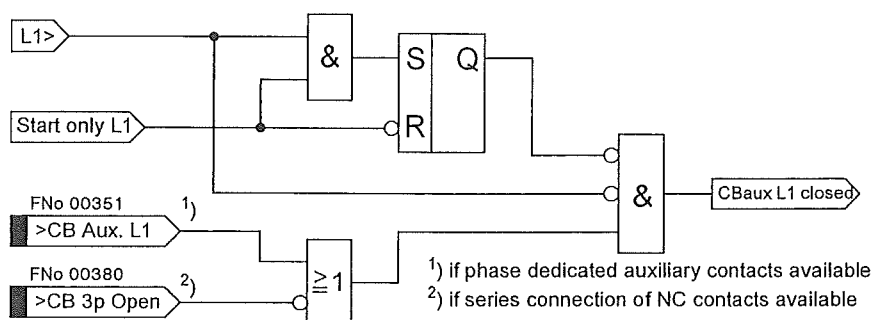 L1>
&
S
Q
Start only L1
R
FNo 00351
>CB Aux. L1
1)
&
CBaux L1 closed
FNo 00380
>CB 3p Open
2)
≥1
1) if phase dedicated auxiliary contacts available
2) if series connection of NC contacts available